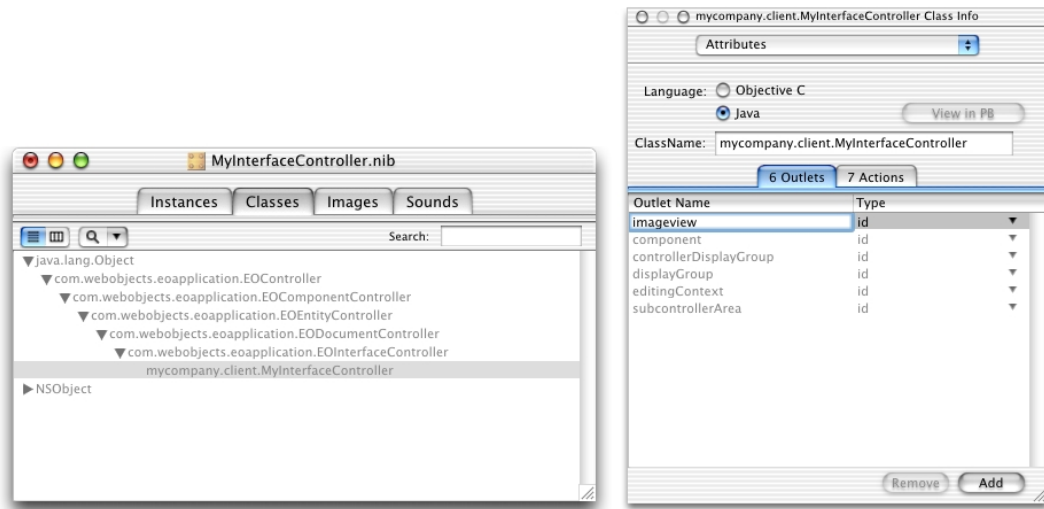 MyInterfaceController.nib
Instances Classes Images Sounds
Search:
java.lang.Object
com.webobjects.eoapplication.EOController
com.webobjects.eoapplication.EOComponentController
com.webobjects.eoapplication.EOEntityController
com.webobjects.eoapplication.EODocumentController
com.webobjects.eoapplication.EOInterfaceController
mycompany.client.MyInterfaceController
NSObject
mycompany.client.MyInterfaceController Class Info
Attributes
Language: Objective C
Java View in PB
ClassName: mycompany.client.MyInterfaceController
6 Outlets 7 Actions
Outlet Name Type
imageview id
component id
controllerDisplayGroup id
displayGroup id
editingContext id
subcontrollerArea id
Remove Add